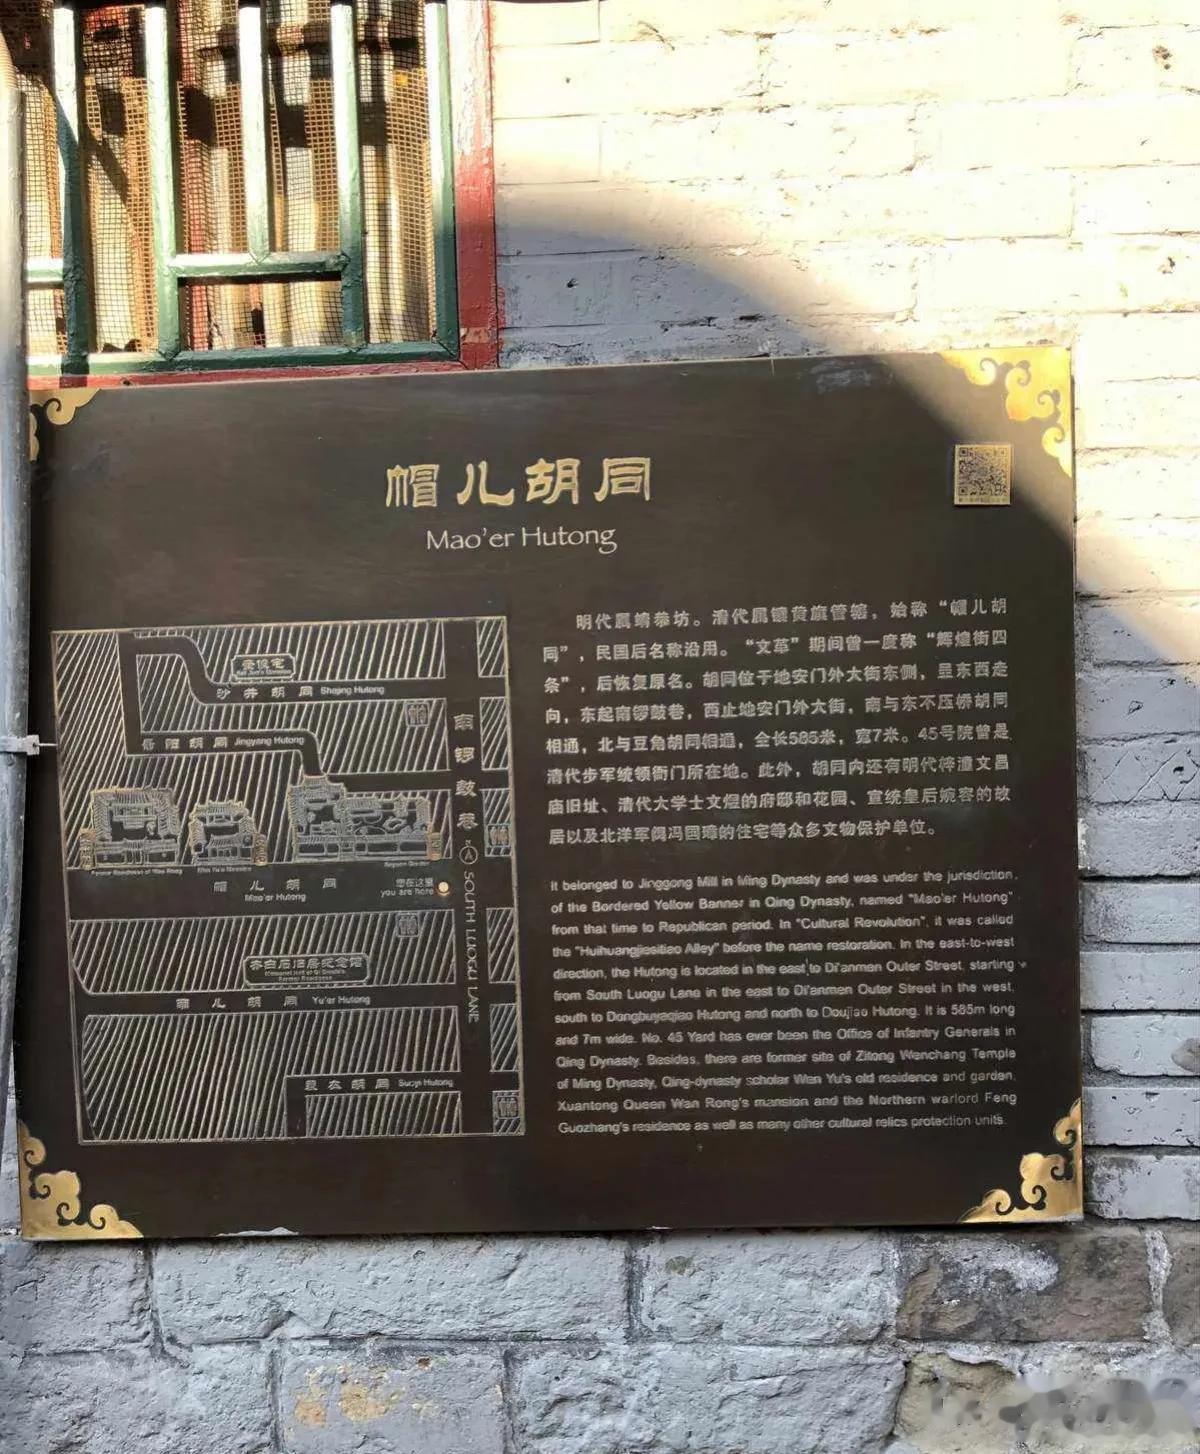 帽儿胡同
Mao'er Hutong
明代属靖恭坊。清代属镶黄旗管辖,始称“帽儿胡
同”,民国后名称沿用。“文革”期间曾一度称“辉煌街四
条”,后恢复原名。胡同位于地安门外大街东侧,呈东西走
向,东起南锣鼓巷,西止地安门外大街,南与东不压桥胡同
相通,北与豆角胡同相通,全长585米,宽7米。45号院曾是
清代步军统领衙门所在地。此外,胡同内还有明代梓潼文昌
庙旧址、清代大学士文煜的府邸和花园、宣统皇后婉容的故
居以及北洋军阀冯国璋的住宅等众多文物保护单位。
It belonged to Jinggong Mill in Ming Dynasty and was under the jurisdiction
of the Bordered Yellow Banner in Qing Dynasty, named "Mao'er Hutong"
from that time to Republican period. In "Cultural Revolution", it was called
the "Huihuangjiesitiao Alley" before the name restoration. In the east-to-west
direction, the Hutong is located in the east to Di'anmen Outer Street, starting
from South Luogu Lane in the east to Di'anmen Outer Street in the west,
south to Dongbuyaqiao Hutong and north to Doujiao Hutong. It is 585m long
and 7m wide. No. 45 Yard has ever been the Office of Infantry Generals in
Qing Dynasty. Besides, there are former site of Zitong Wenchang Temple
of Ming Dynasty, Qing-dynasty scholar Wen Yu's old residence and garden,
Xuantong Queen Wan Rong's mansion and the Northern warlord Feng
Guozhang's residence as well as many other cultural relics protection units.
沙井胡同 Shajing Hutong
景阳胡同 Jingyang Hutong
南锣鼓巷 SOUTH LUOGU LANE
帽儿胡同
Mao'er Hutong
您在这里
you are here
齐白石旧居纪念馆
Memorial Hall of Qi Baishi's
Former Residence
雨儿胡同 Yu'er Hutong
蓑衣胡同 Suoyi Hutong